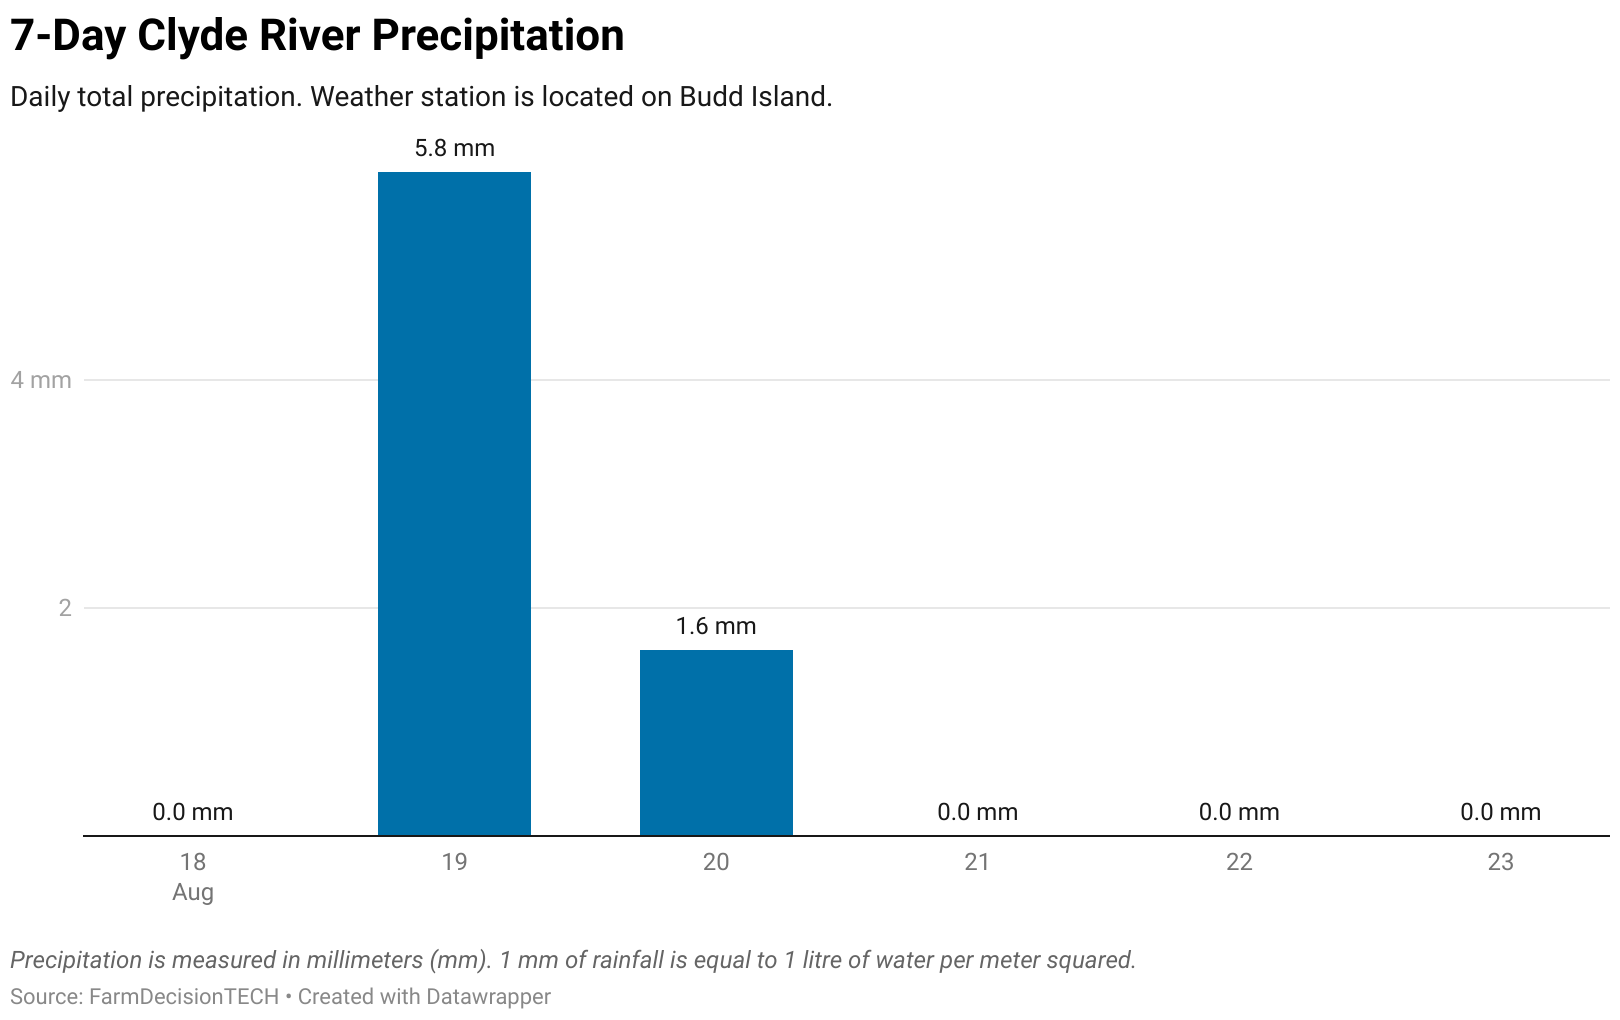 7-Day Clyde River Precipitation
Daily total precipitation. Weather station is located on Budd Island.
5.8 mm
4 mm
2
1.6 mm
0.0 mm
0.0 mm
0.0 mm
0.0 mm
18
19
20
21
22
23
Aug
Precipitation is measured in millimeters (mm). 1 mm of rainfall is equal to 1 litre of water per meter squared.
Source: FarmDecisionTECH • Created with Datawrapper